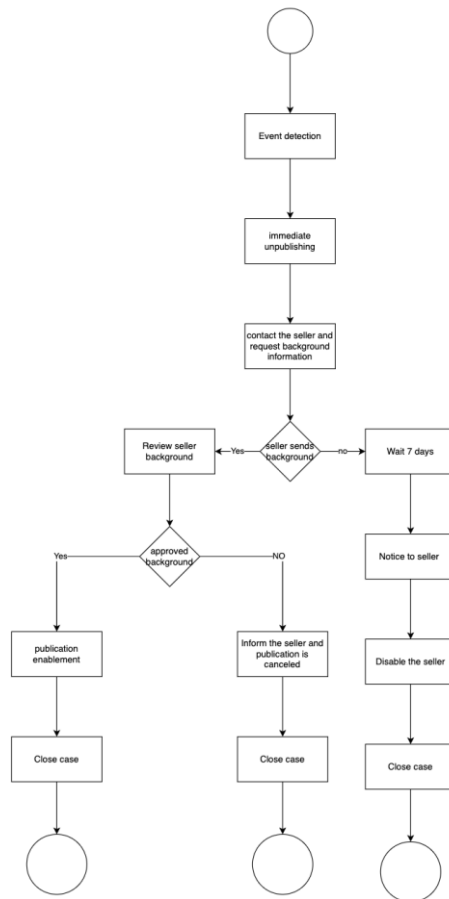 Event detection
immediate
unpublishing
contact the seller and
request background
information
seller sends
background
Yes
no
Review seller
background
Wait 7 days
approved
background
Yes
NO
Notice to seller
publication
enablement
Inform the seller and
publication is
canceled
Disable the seller
Close case
Close case
Close case